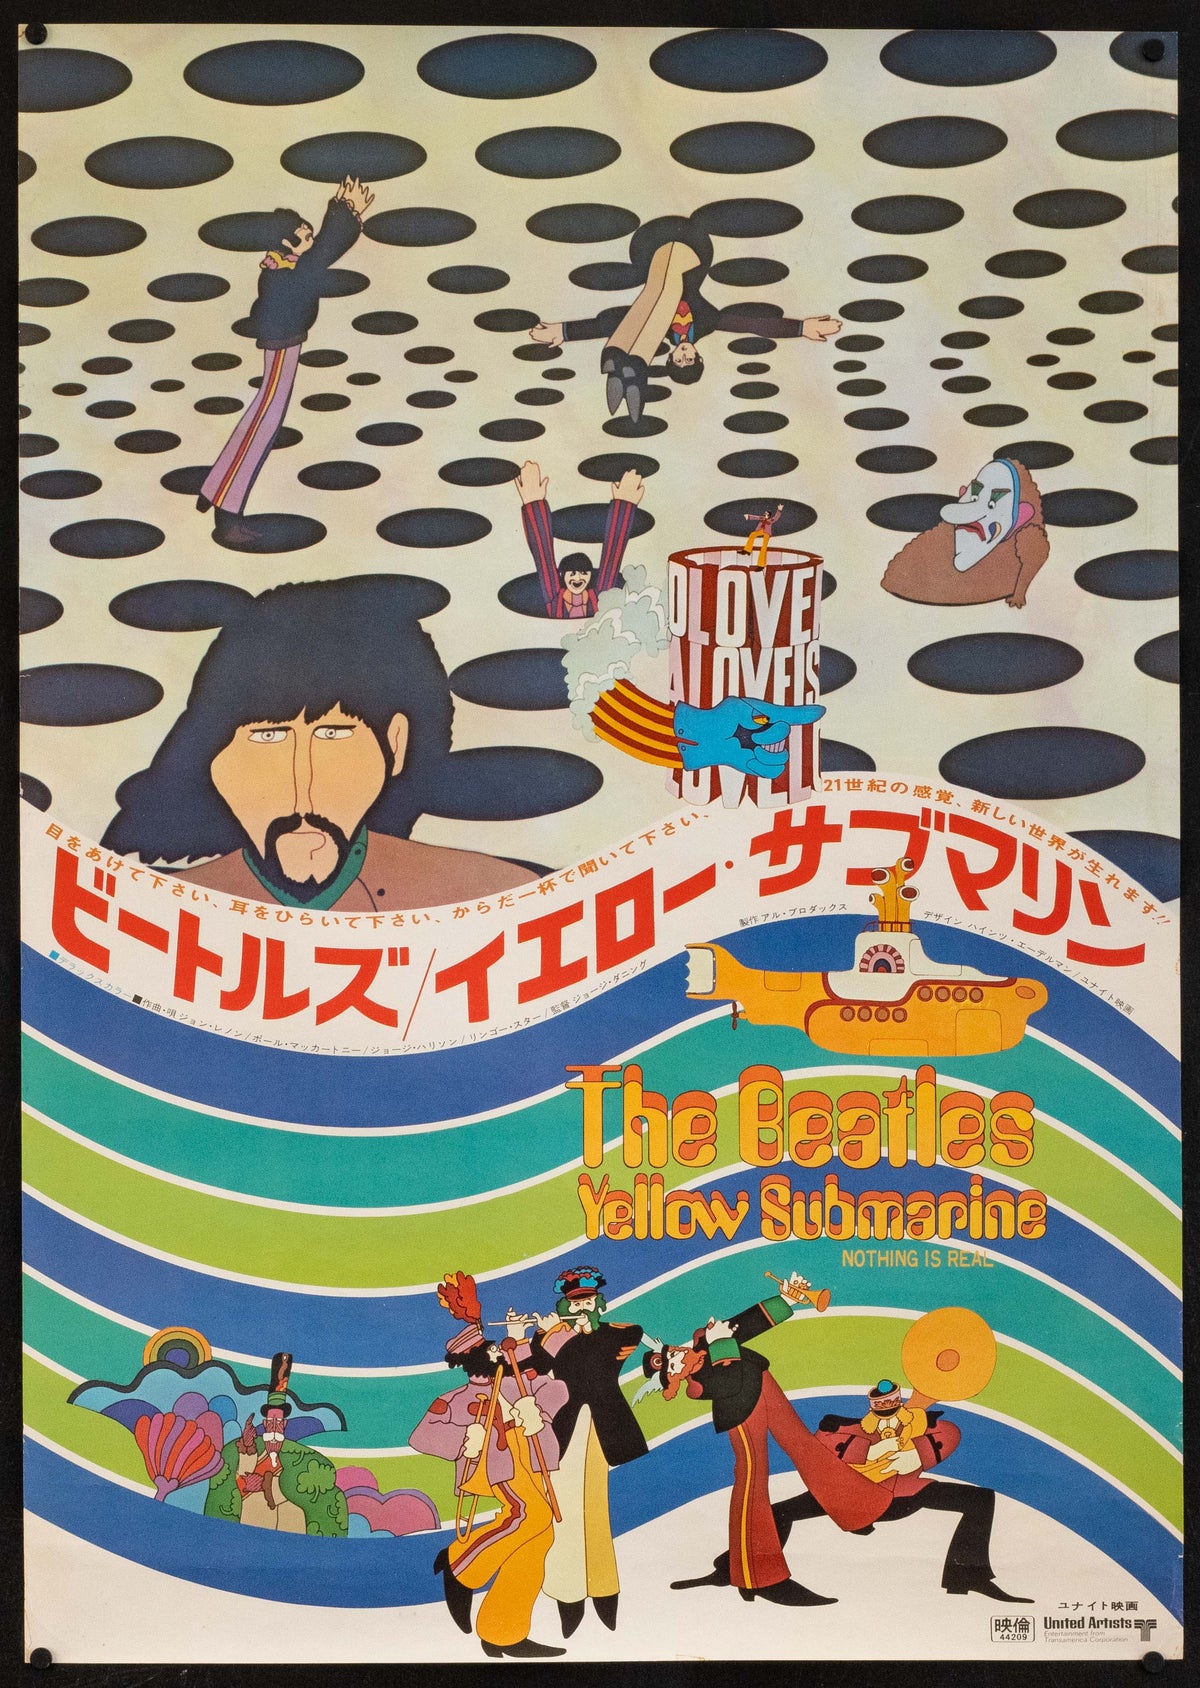 OLOVE
ALOVEIS
LOVEI
21世紀の感覚、新しい世界が生れます!!
目をあけて下さい、耳をひらいて下さい、からだ一杯で聞いて下さい、
ビートルズ/イエロー・サブマリン
製作 アル・ブロダックス
デザイン ハインツ・エーデルマン/ユナイト映画
■デラックスカラー■作曲・唄 ジョン・レノン/ポール・マッカートニー/ジョージ・ハリソン/リンゴー・スター/監督 ジョージ・ダニング
The Beatles
Yellow Submarine
NOTHING IS REAL
ユナイト映画
映倫
44209
United Artists
Entertainment from
Transamerica Corporation